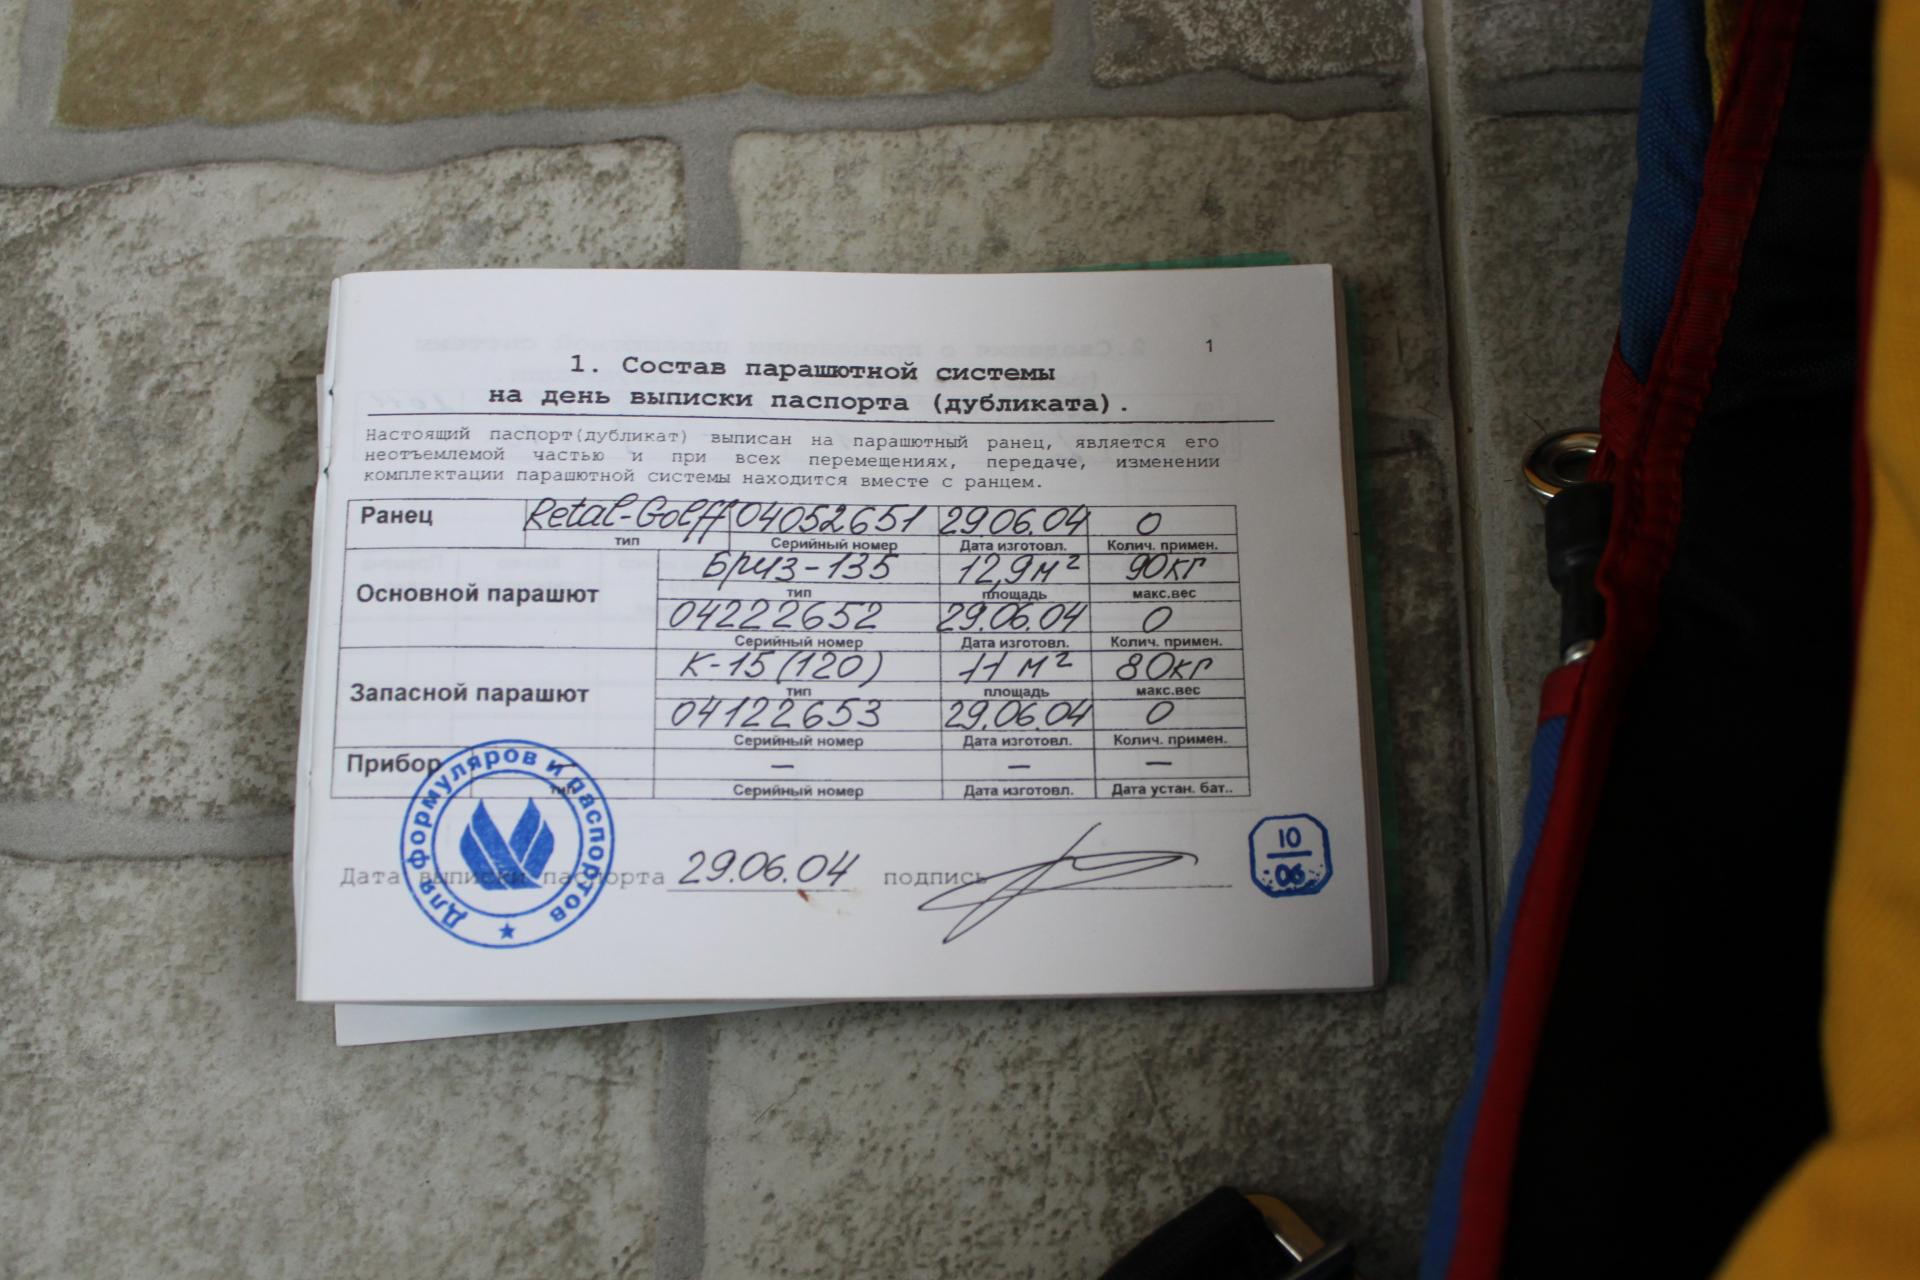 1
1. Состав парашютной системы
на день выписки паспорта (дубликата).
Настоящий паспорт(дубликат) выписан на парашютный ранец, является его
неотъемлемой частью и при всех перемещениях, передаче, изменении
комплектации парашютной системы находится вместе с ранцем.
Ранец Retal-Golff 04052651 29.06.04 0
тип Серийный номер Дата изготовл. Колич. примен.
Бриз-135 12,9м² 90кг
Основной парашют тип площадь макс.вес
04222652 29.06.04 0
Серийный номер Дата изготовл. Колич. примен.
К-15(120) 11м² 80кг
Запасной парашют тип площадь макс.вес
04122653 29.06.04 0
Серийный номер Дата изготовл. Колич. примен.
Прибор — — — —
тип Серийный номер Дата изготовл. Дата устан. бат..
Для формуляров и паспортов
Дата выписки паспорта 29.06.04 подпись
10
06